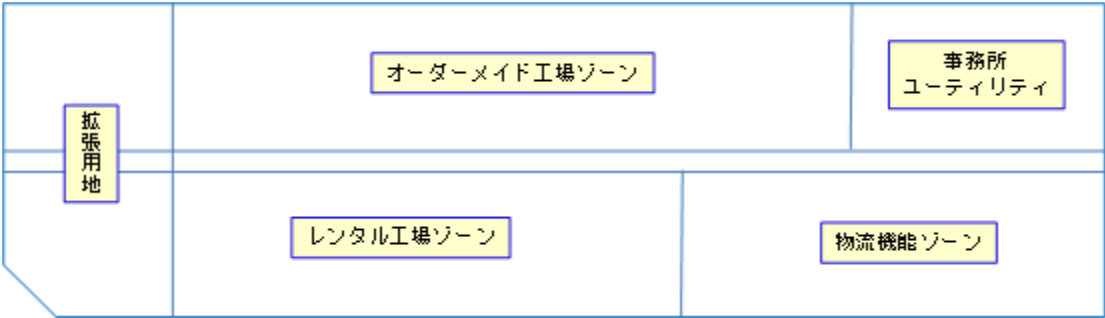 オーダーメイド工場ゾーン
事務所
ユーティリティ
拡張用地
レンタル工場ゾーン
物流機能ゾーン